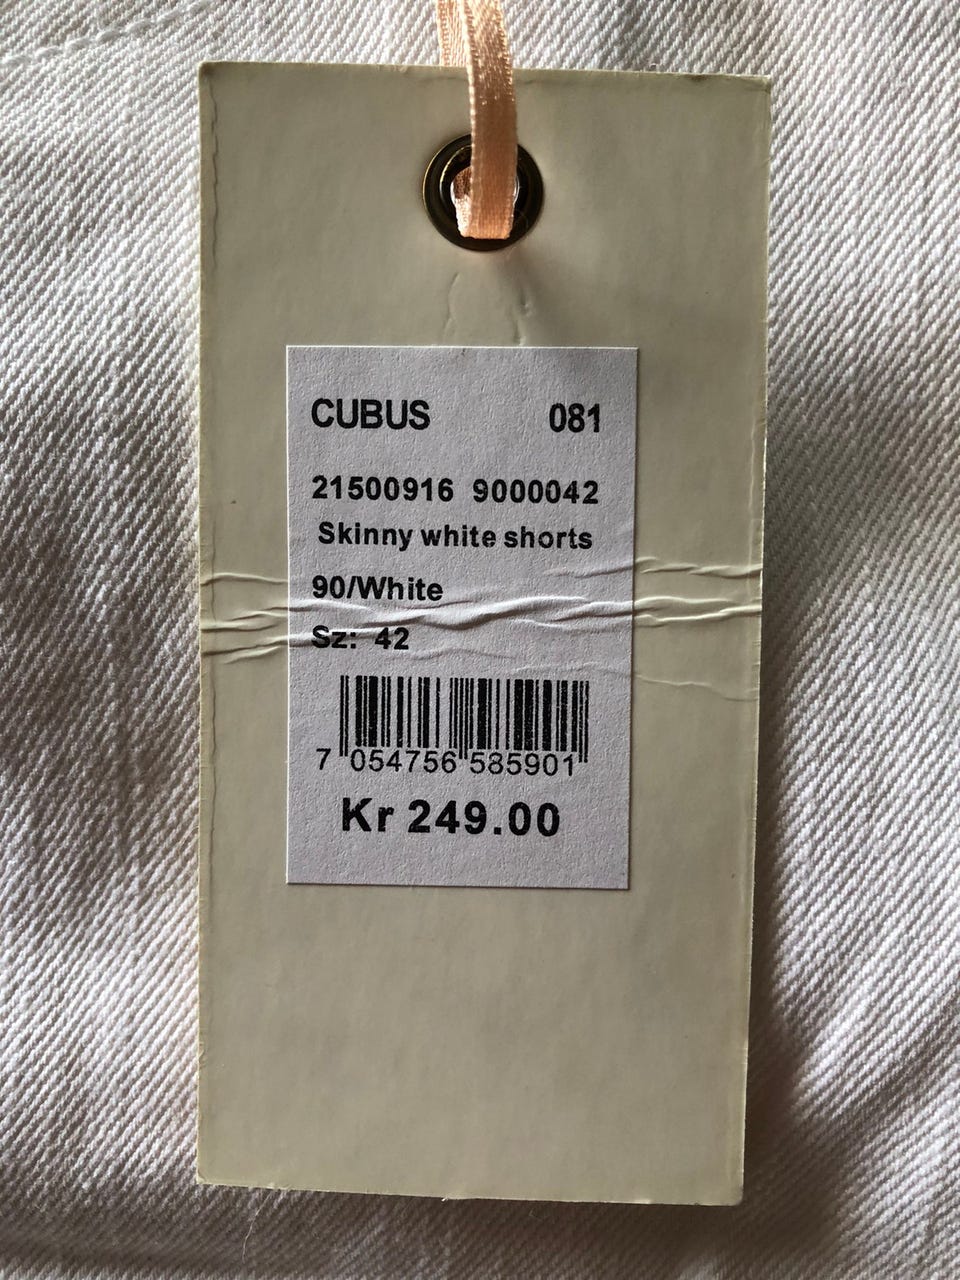 CUBUS 081
21500916 9000042
Skinny white shorts
90/White
Sz: 42
7 054756 585901
Kr 249.00